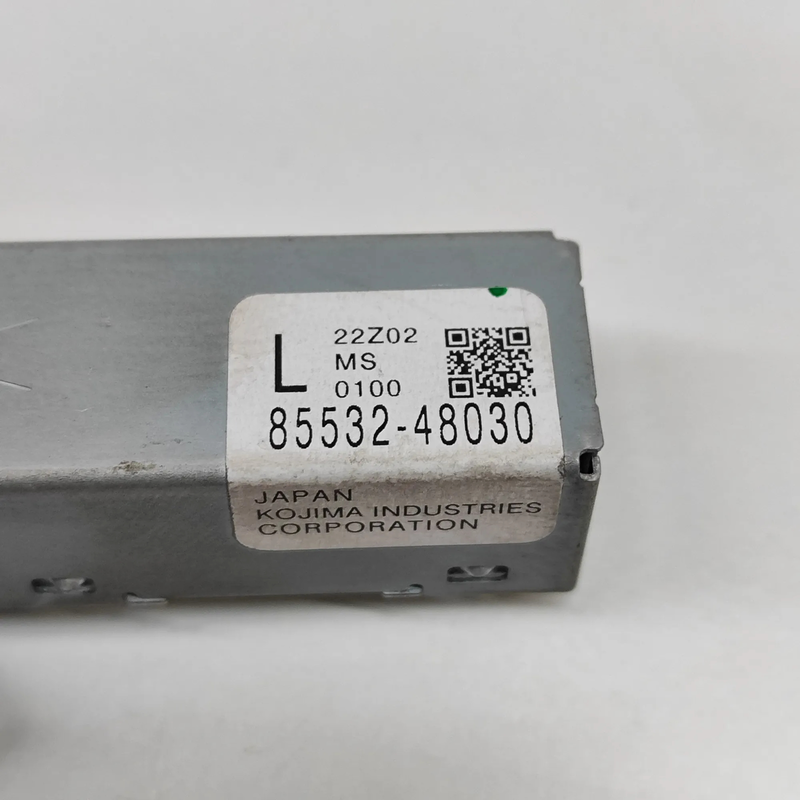 L
22Z02
MS
0100
85532-48030
JAPAN
KOJIMA INDUSTRIES
CORPORATION